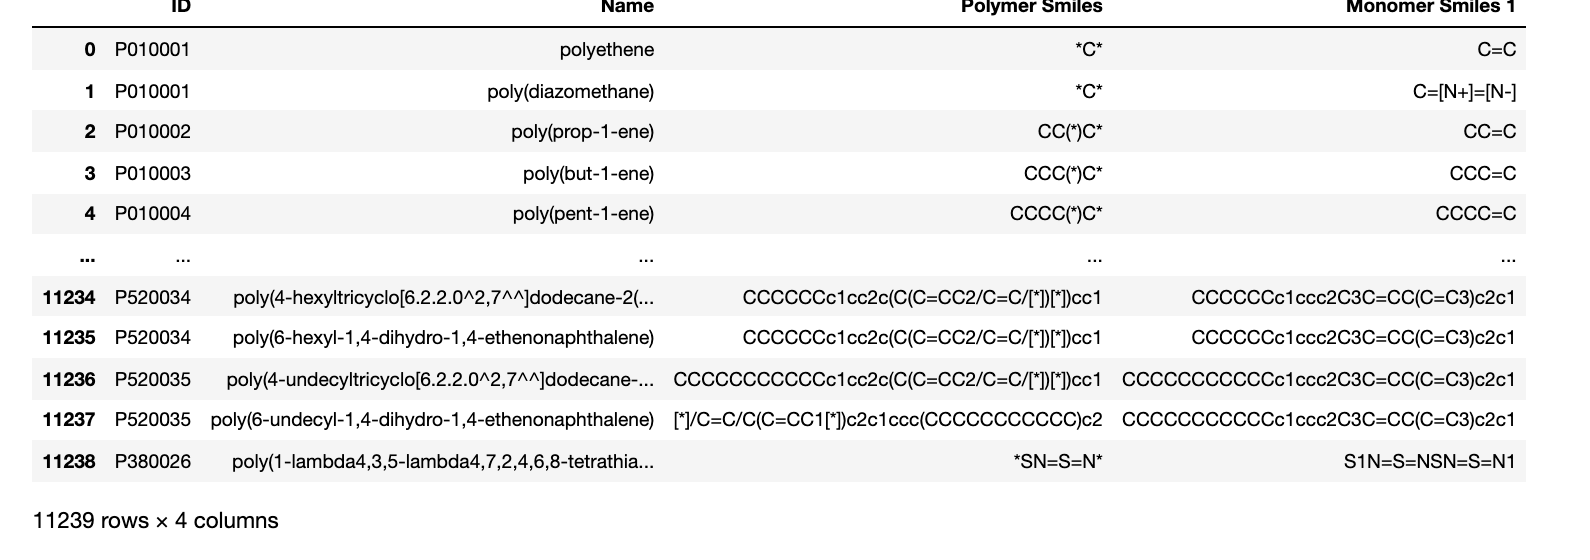 ID Name Polymer Smiles Monomer Smiles 1
0 P010001 polyethene *C* C=C
1 P010001 poly(diazomethane) *C* C=[N+]=[N-]
2 P010002 poly(prop-1-ene) CC(*)C* CC=C
3 P010003 poly(but-1-ene) CCC(*)C* CCC=C
4 P010004 poly(pent-1-ene) CCCC(*)C* CCCC=C
... ... ... ... ...
11234 P520034 poly(4-hexyltricyclo[6.2.2.0^2,7^^]dodecane-2(... CCCCCCc1cc2c(C(C=CC2/C=C/[*])[*])cc1 CCCCCCc1ccc2C3C=CC(C=C3)c2c1
11235 P520034 poly(6-hexyl-1,4-dihydro-1,4-ethenonaphthalene) CCCCCCc1cc2c(C(C=CC2/C=C/[*])[*])cc1 CCCCCCc1ccc2C3C=CC(C=C3)c2c1
11236 P520035 poly(4-undecyltricyclo[6.2.2.0^2,7^^]dodecane-... CCCCCCCCCCCc1cc2c(C(C=CC2/C=C/[*])[*])cc1 CCCCCCCCCCCc1ccc2C3C=CC(C=C3)c2c1
11237 P520035 poly(6-undecyl-1,4-dihydro-1,4-ethenonaphthalene) [*]/C=C/C(C=CC1[*])c2c1ccc(CCCCCCCCCCC)c2 CCCCCCCCCCCc1ccc2C3C=CC(C=C3)c2c1
11238 P380026 poly(1-lambda4,3,5-lambda4,7,2,4,6,8-tetrathia... *SN=S=N* S1N=S=NSN=S=N1
11239 rows × 4 columns